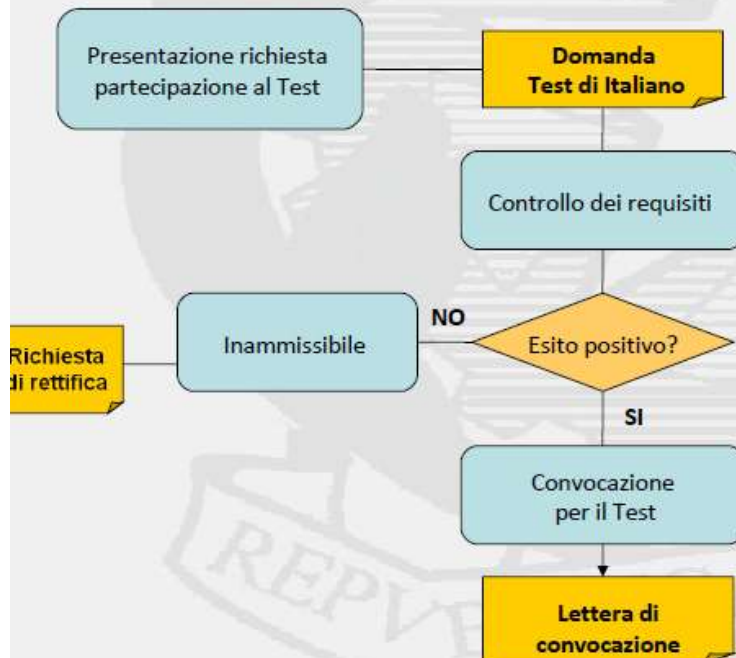 Presentazione richiesta
partecipazione al Test
Domanda
Test di Italiano
Controllo dei requisiti
Esito positivo?
NO
Inammissibile
Richiesta
di rettifica
SI
Convocazione
per il Test
Lettera di
convocazione
REPV